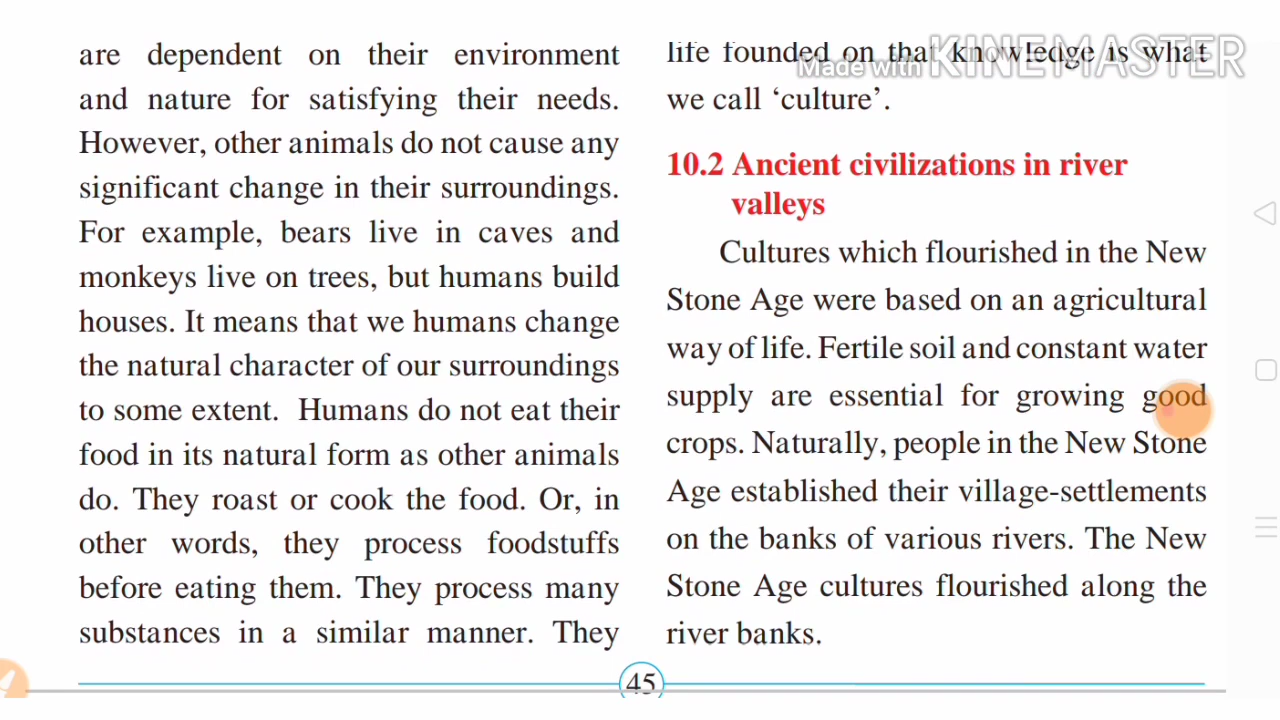 are dependent on their environment
and nature for satisfying their needs.
However, other animals do not cause any
significant change in their surroundings.
For example, bears live in caves and
monkeys live on trees, but humans build
houses. It means that we humans change
the natural character of our surroundings
to some extent. Humans do not eat their
food in its natural form as other animals
do. They roast or cook the food. Or, in
other words, they process foodstuffs
before eating them. They process many
substances in a similar manner. They
life founded on that knowledge is what
we call ‘culture’.
Made with KINEMASTER
10.2 Ancient civilizations in river
valleys
Cultures which flourished in the New
Stone Age were based on an agricultural
way of life. Fertile soil and constant water
supply are essential for growing good
crops. Naturally, people in the New Stone
Age established their village-settlements
on the banks of various rivers. The New
Stone Age cultures flourished along the
river banks.
45